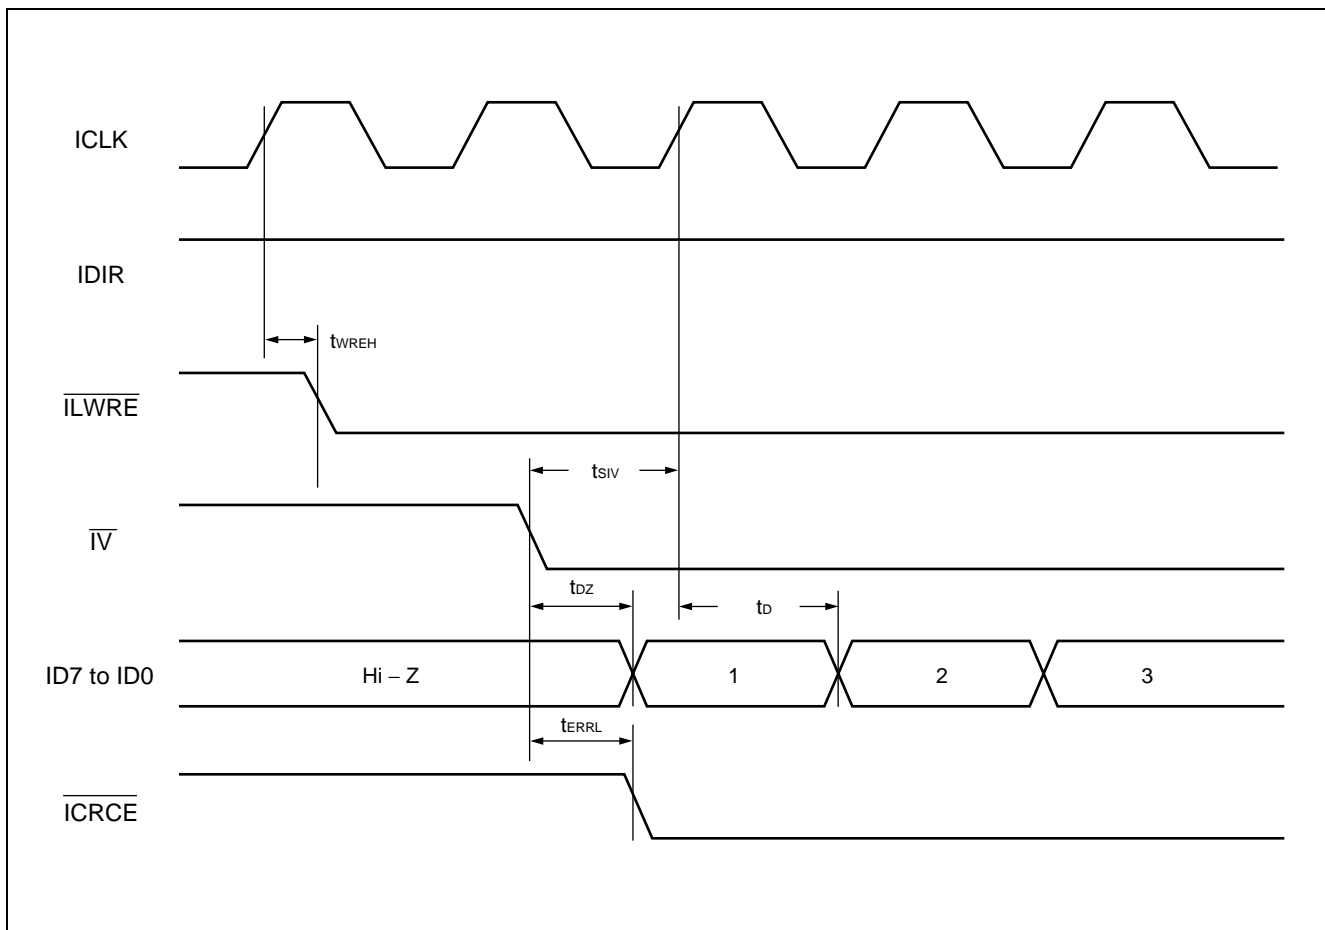 ICLK
IDIR
tWREH
ILWRE
tSIV
IV
tDZ
tD
ID7 to ID0
Hi – Z
1
2
3
tERRL
ICRCE